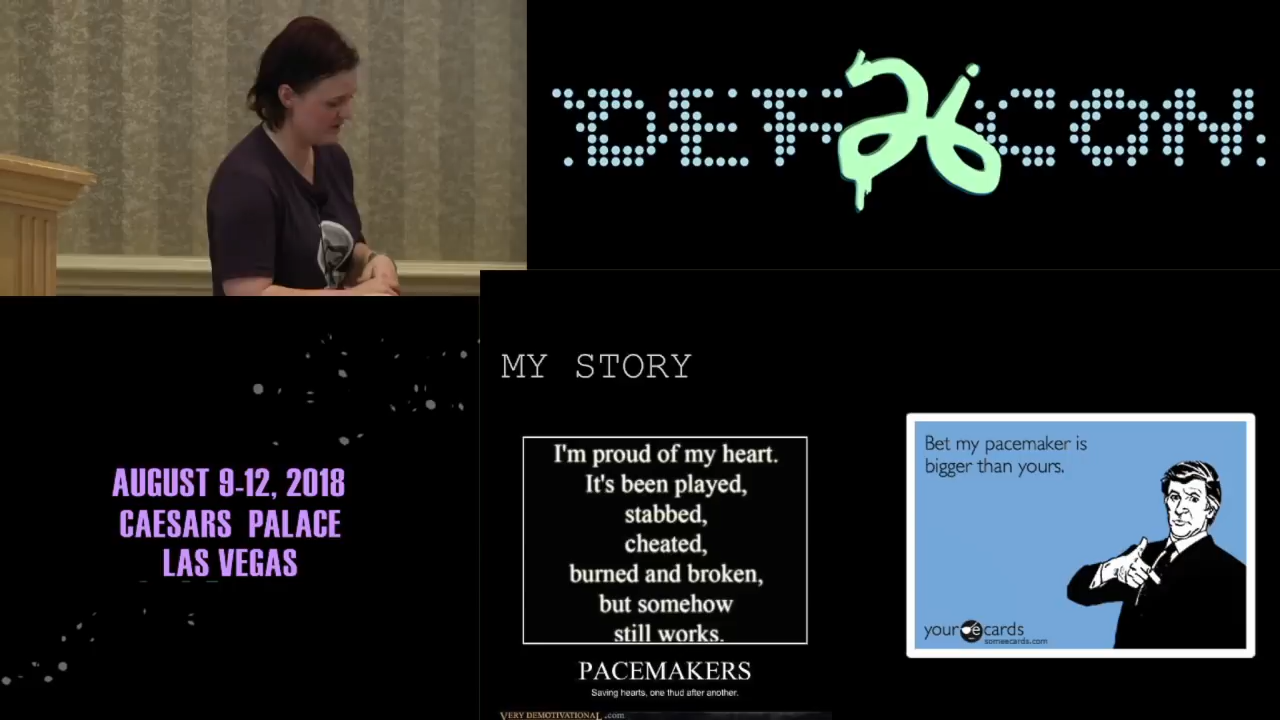 DEF 26 CON
AUGUST 9-12, 2018
CAESARS PALACE
LAS VEGAS
MY STORY
I'm proud of my heart.
It's been played,
stabbed,
cheated,
burned and broken,
but somehow
still works.
PACEMAKERS
Saving hearts, one thud after another.
VERY DEMOTIVATIONAL .com
Bet my pacemaker is
bigger than yours.
your ecards
someecards.com